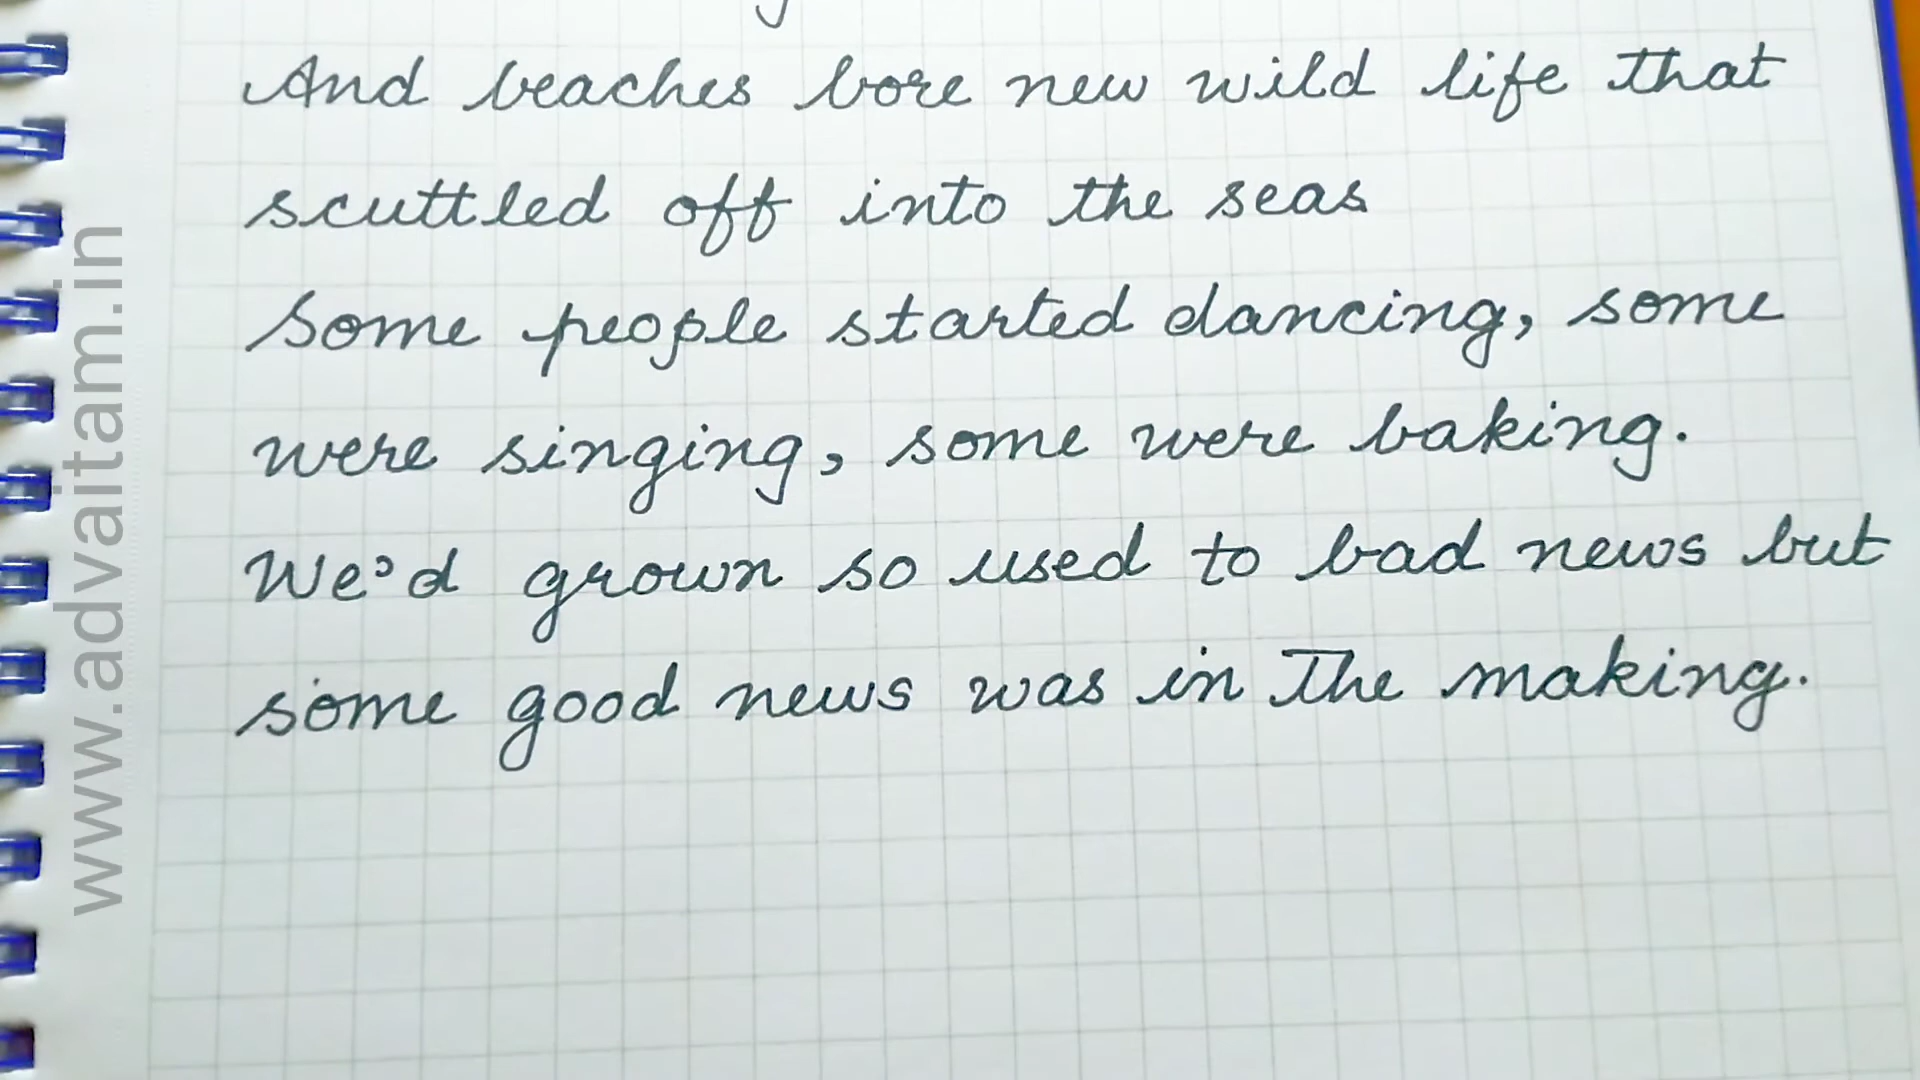 And beaches bore new wild life that
scuttled off into the seas
Some people started dancing, some
were singing, some were baking.
We'd grown so used to bad news but
some good news was in The making.
www.advaitam.in